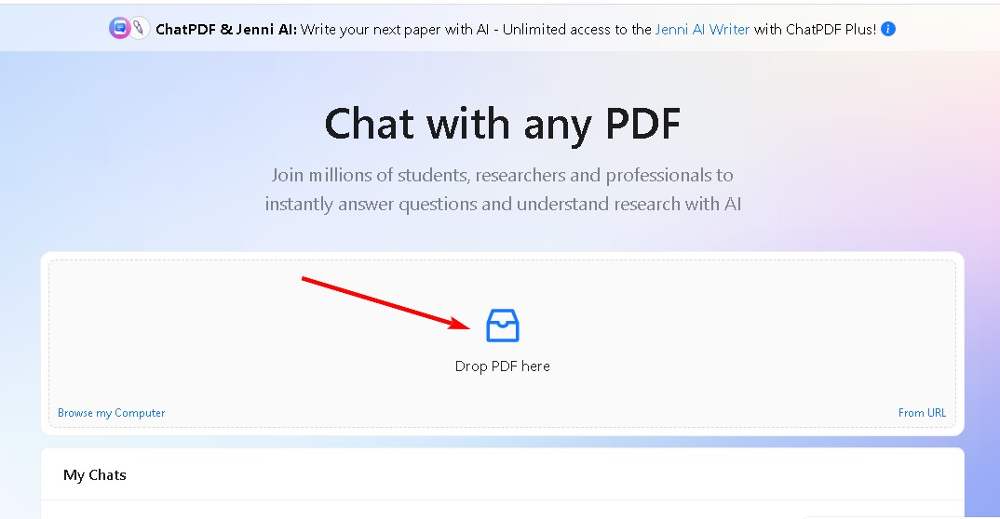 ChatPDF & Jenni AI: Write your next paper with AI - Unlimited access to the Jenni AI Writer with ChatPDF Plus!
Chat with any PDF
Join millions of students, researchers and professionals to
instantly answer questions and understand research with AI
Drop PDF here
Browse my Computer
From URL
My Chats